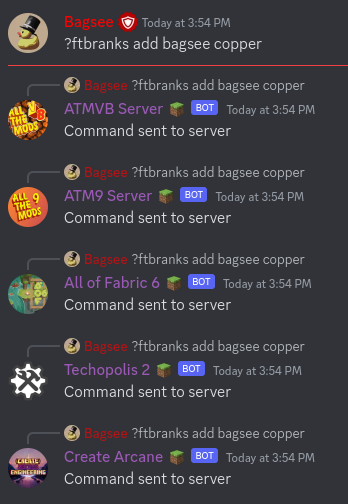 Bagsee Today at 3:54 PM
?ftbranks add bagsee copper
Bagsee ?ftbranks add bagsee copper
ATMVB Server BOT Today at 3:54 PM
Command sent to server
Bagsee ?ftbranks add bagsee copper
ATM9 Server BOT Today at 3:54 PM
Command sent to server
Bagsee ?ftbranks add bagsee copper
All of Fabric 6 BOT Today at 3:54 PM
Command sent to server
Bagsee ?ftbranks add bagsee copper
Techopolis 2 BOT Today at 3:54 PM
Command sent to server
Bagsee ?ftbranks add bagsee copper
Create Arcane BOT Today at 3:54 PM
Command sent to server